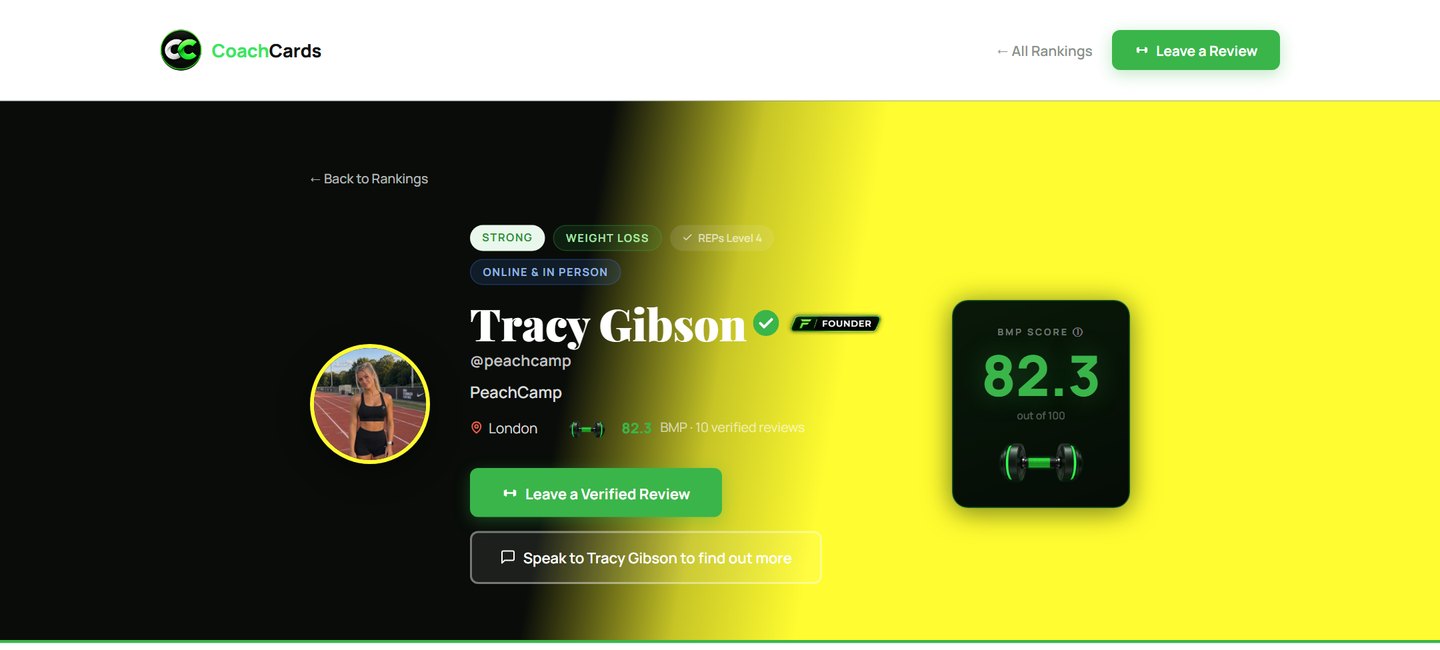 CoachCards
← All Rankings
Leave a Review
← Back to Rankings
STRONG
WEIGHT LOSS
✓ REPs Level 4
ONLINE & IN PERSON
Tracy Gibson
FOUNDER
@peachcamp
PeachCamp
London
82.3 BMP · 10 verified reviews
Leave a Verified Review
Speak to Tracy Gibson to find out more
BMP SCORE ⓘ
82.3
out of 100